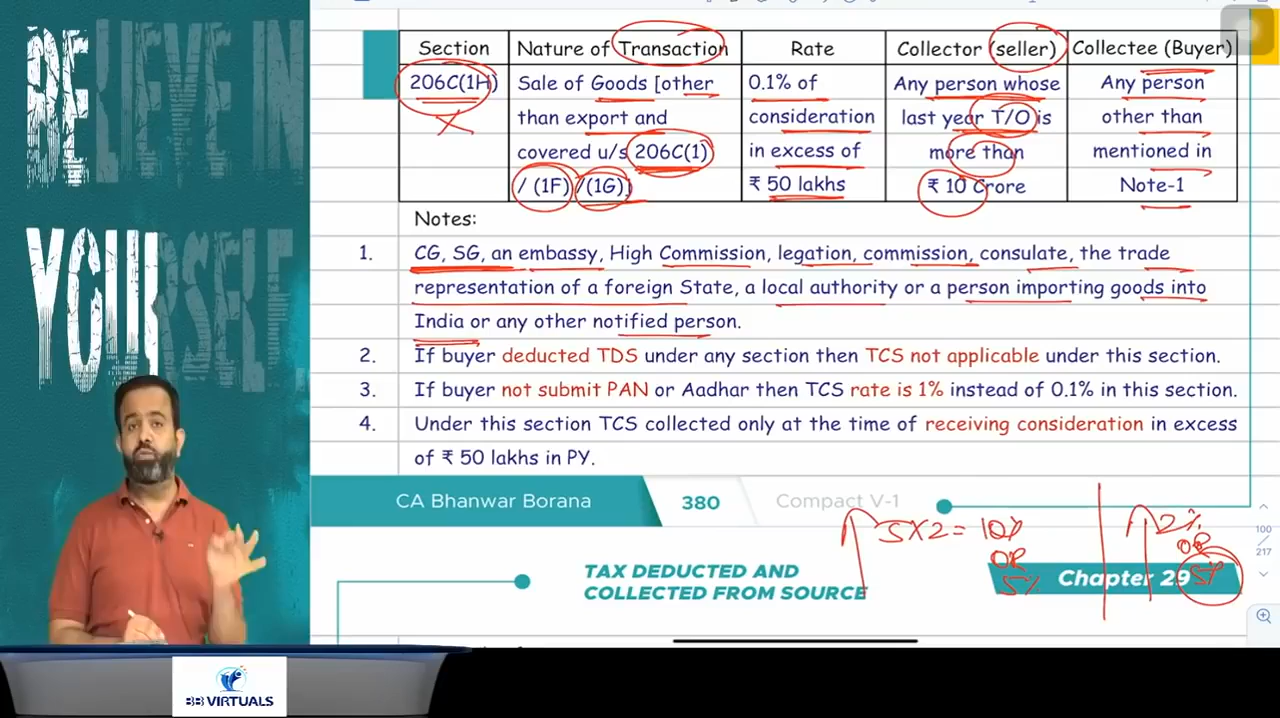 BELIEVE IN
YOURSELF
Section
Nature of Transaction
Rate
Collector (seller)
Collectee (Buyer)
206C(1H)
Sale of Goods [other
than export and
covered u/s 206C(1)
/ (1F) /(1G)]
0.1% of
consideration
in excess of
₹ 50 lakhs
Any person whose
last year T/O is
more than
₹ 10 Crore
Any person
other than
mentioned in
Note-1
Notes:
1. CG, SG, an embassy, High Commission, legation, commission, consulate, the trade
representation of a foreign State, a local authority or a person importing goods into
India or any other notified person.
2. If buyer deducted TDS under any section then TCS not applicable under this section.
3. If buyer not submit PAN or Aadhar then TCS rate is 1% instead of 0.1% in this section.
4. Under this section TCS collected only at the time of receiving consideration in excess
of ₹ 50 lakhs in PY.
CA Bhanwar Borana
380
Compact V-1
5x2 = 10%
OR
5%
2%
OR
5%
100
/
217
TAX DEDUCTED AND
COLLECTED FROM SOURCE
Chapter 29
BB VIRTUALS